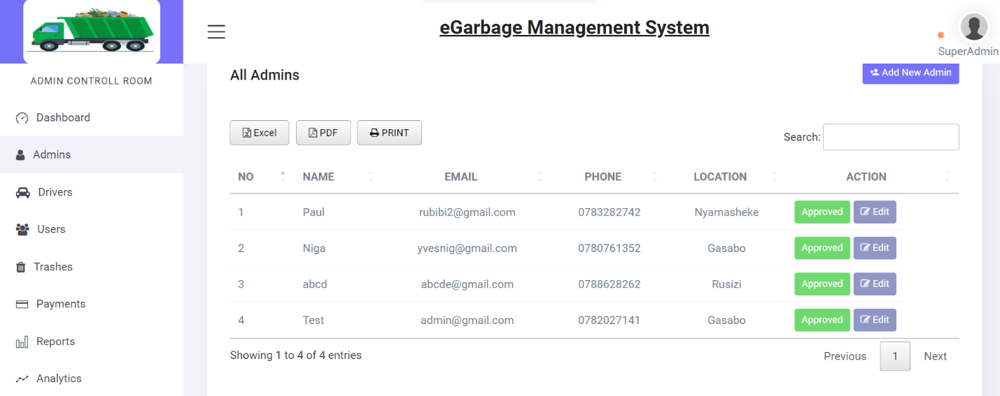 eGarbage Management System
SuperAdmin
ADMIN CONTROLL ROOM
Dashboard
Admins
Drivers
Users
Trashes
Payments
Reports
Analytics
All Admins
Add New Admin
Excel PDF PRINT
Search:
NO NAME EMAIL PHONE LOCATION ACTION
1 Paul rubibi2@gmail.com 0783282742 Nyamasheke Approved Edit
2 Niga yvesnig@gmail.com 0780761352 Gasabo Approved Edit
3 abcd abcde@gmail.com 0788628262 Rusizi Approved Edit
4 Test admin@gmail.com 0782027141 Gasabo Approved Edit
Showing 1 to 4 of 4 entries
Previous 1 Next